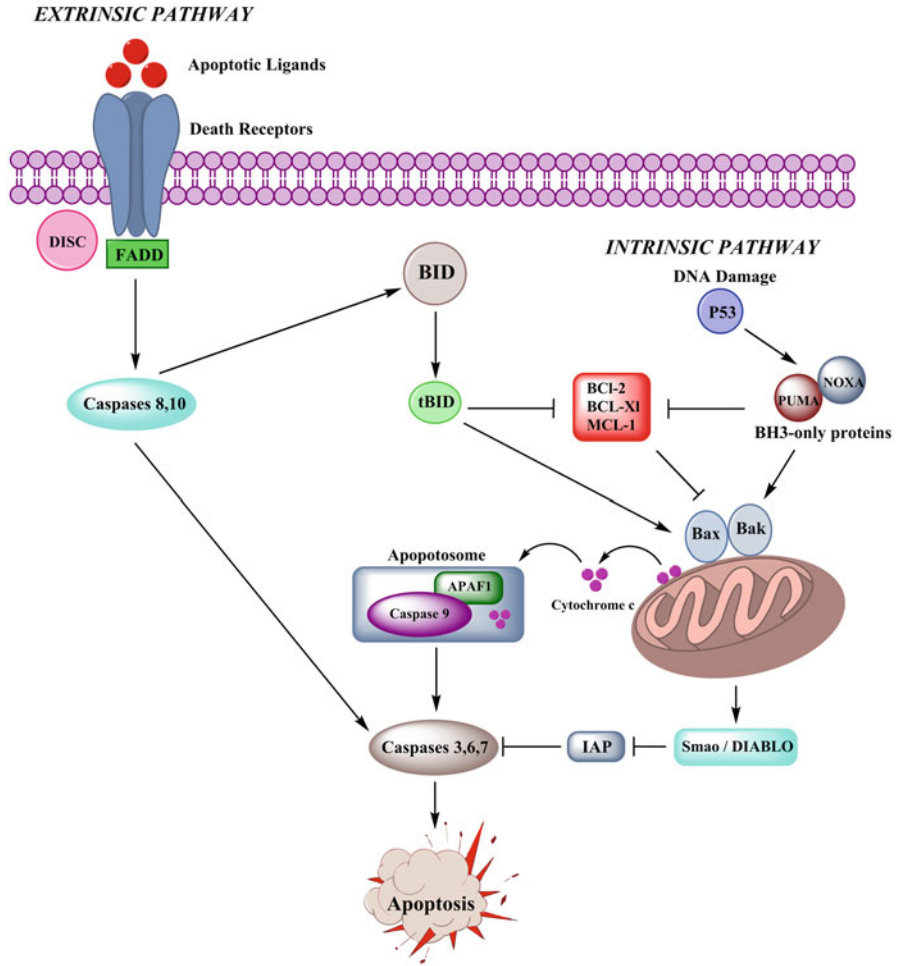 EXTRINSIC PATHWAY
Apoptotic Ligands
Death Receptors
DISC
FADD
BID
INTRINSIC PATHWAY
DNA Damage
P53
Caspases 8,10
tBID
BCl-2
BCL-Xl
MCL-1
PUMA
NOXA
BH3-only proteins
Bax
Bak
Apopotosome
APAF1
Caspase 9
Cytochrome c
Caspases 3,6,7
IAP
Smao / DIABLO
Apoptosis